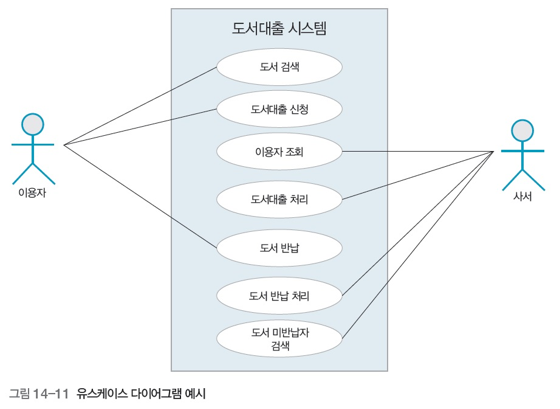 도서대출 시스템
도서 검색
도서대출 신청
이용자 조회
도서대출 처리
도서 반납
도서 반납 처리
도서 미반납자
검색
이용자
사서
그림 14-11 유스케이스 다이어그램 예시